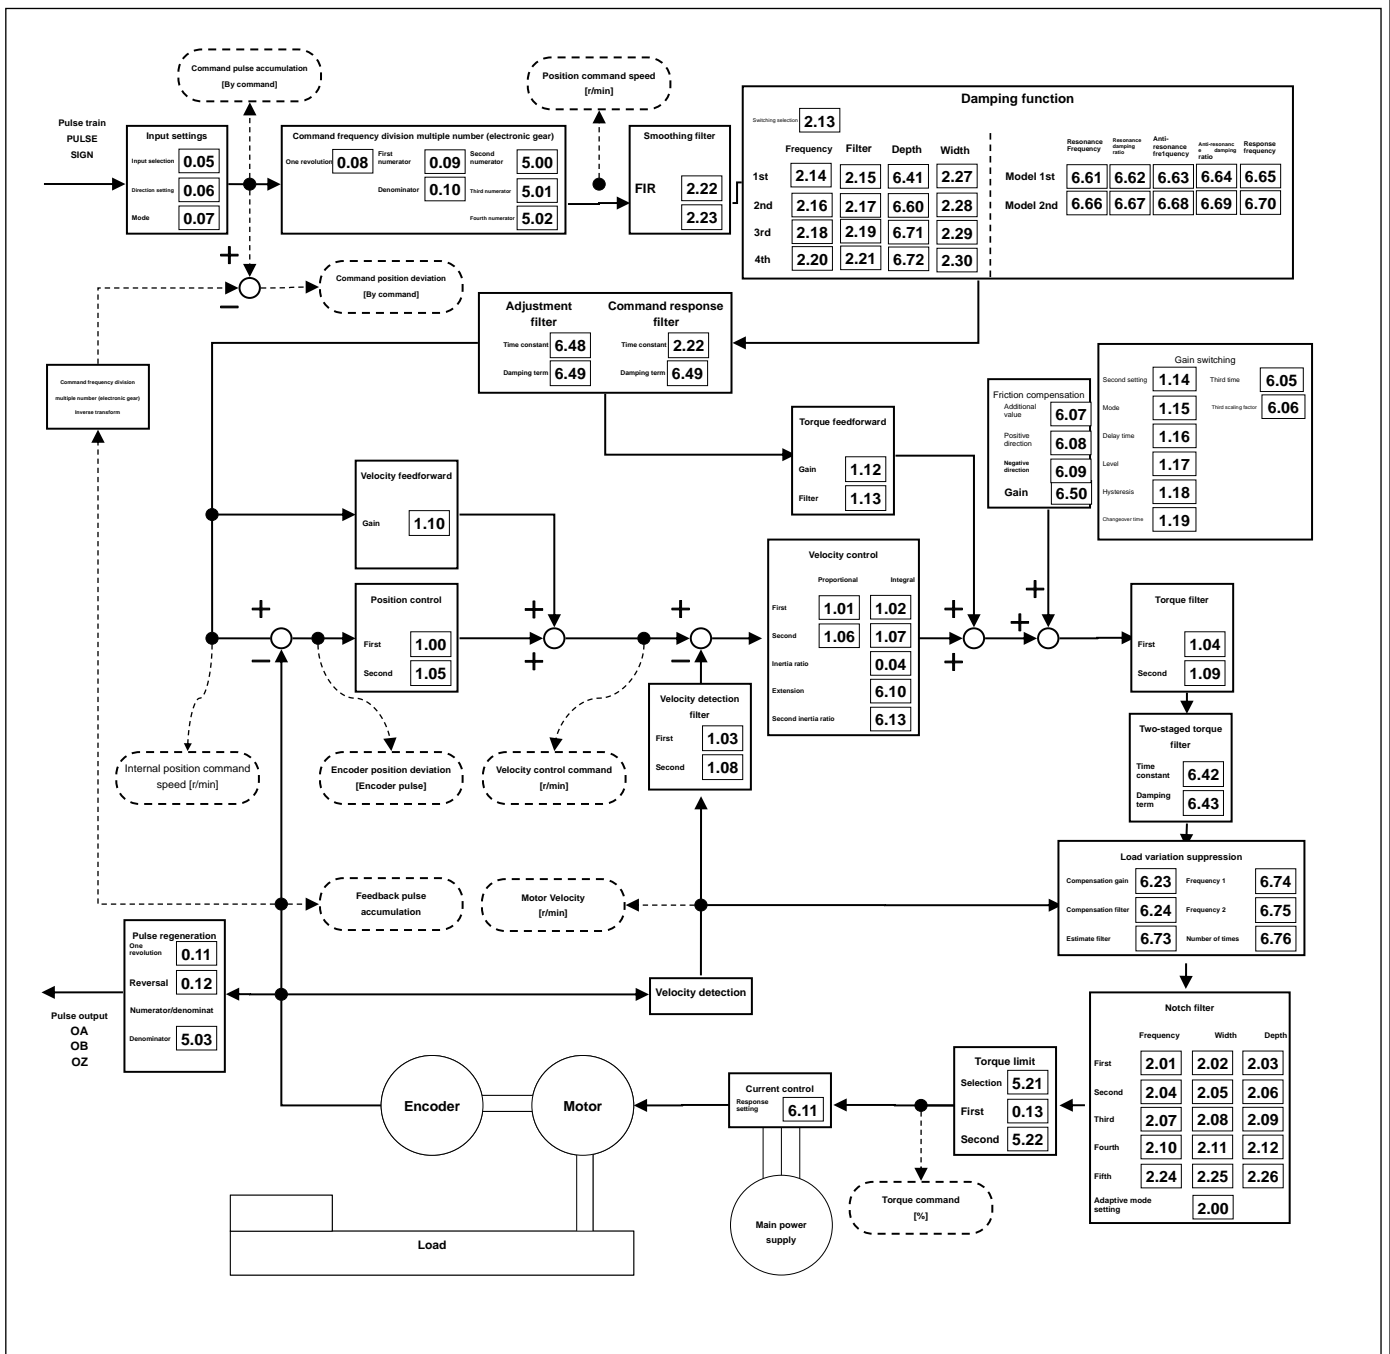 Command pulse accumulation
[By command]
Position command speed
[r/min]
Pulse train
PULSE
SIGN
Input settings
Input selection 0.05
Direction setting 0.06
Mode 0.07
Command frequency division multiple number (electronic gear)
One revolution 0.08 First numerator 0.09 Second numerator 5.00
Denominator 0.10 Third numerator 5.01
Fourth numerator 5.02
Smoothing filter
FIR 2.22
2.23
Damping function
Switching selection 2.13
Frequency Filter Depth Width
1st 2.14 2.15 6.41 2.27
2nd 2.16 2.17 6.60 2.28
3rd 2.18 2.19 6.71 2.29
4th 2.20 2.21 6.72 2.30
Resonance Frequency
Resonance damping ratio
Anti-resonance fre1quency
Anti-resonanc e damping ratio
Response frequency
Model 1st 6.61 6.62 6.63 6.64 6.65
Model 2nd 6.66 6.67 6.68 6.69 6.70
+
−
Command position deviation
[By command]
Adjustment filter
Time constant 6.48
Damping term 6.49
Command response filter
Time constant 2.22
Damping term 6.49
Command frequency division
multiple number (electronic gear)
Inverse transform
Gain switching
Second setting 1.14 Third time 6.05
Mode 1.15 Third scaling factor 6.06
Delay time 1.16
Level 1.17
Hysteresis 1.18
Changeover time 1.19
Friction compensation
Additional value 6.07
Positive direction 6.08
Negative direction 6.09
Gain 6.50
Torque feedforward
Gain 1.12
Filter 1.13
Velocity feedforward
Gain 1.10
Velocity control
Proportional Integral
First 1.01 1.02
Second 1.06 1.07
Inertia ratio 0.04
Extension 6.10
Second inertia ratio 6.13
+
−
Position control
First 1.00
Second 1.05
+
+
+
−
+
+
+
+
Torque filter
First 1.04
Second 1.09
Velocity detection
filter
First 1.03
Second 1.08
Two-staged torque
filter
Time constant 6.42
Damping term 6.43
Internal position command
speed [r/min]
Encoder position deviation
[Encoder pulse]
Velocity control command
[r/min]
Load variation suppression
Compensation gain 6.23 Frequency 1 6.74
Compensation filter 6.24 Frequency 2 6.75
Estimate filter 6.73 Number of times 6.76
Feedback pulse
accumulation
Motor Velocity
[r/min]
Pulse regeneration
One revolution 0.11
Reversal 0.12
Numerator/denominat
Denominator 5.03
Pulse output
OA
OB
OZ
Velocity detection
Notch filter
Frequency Width Depth
First 2.01 2.02 2.03
Second 2.04 2.05 2.06
Third 2.07 2.08 2.09
Fourth 2.10 2.11 2.12
Fifth 2.24 2.25 2.26
Adaptive mode setting 2.00
Torque limit
Selection 5.21
First 0.13
Second 5.22
Current control
Response setting 6.11
Encoder
Motor
Torque command
[%]
Main power
supply
Load